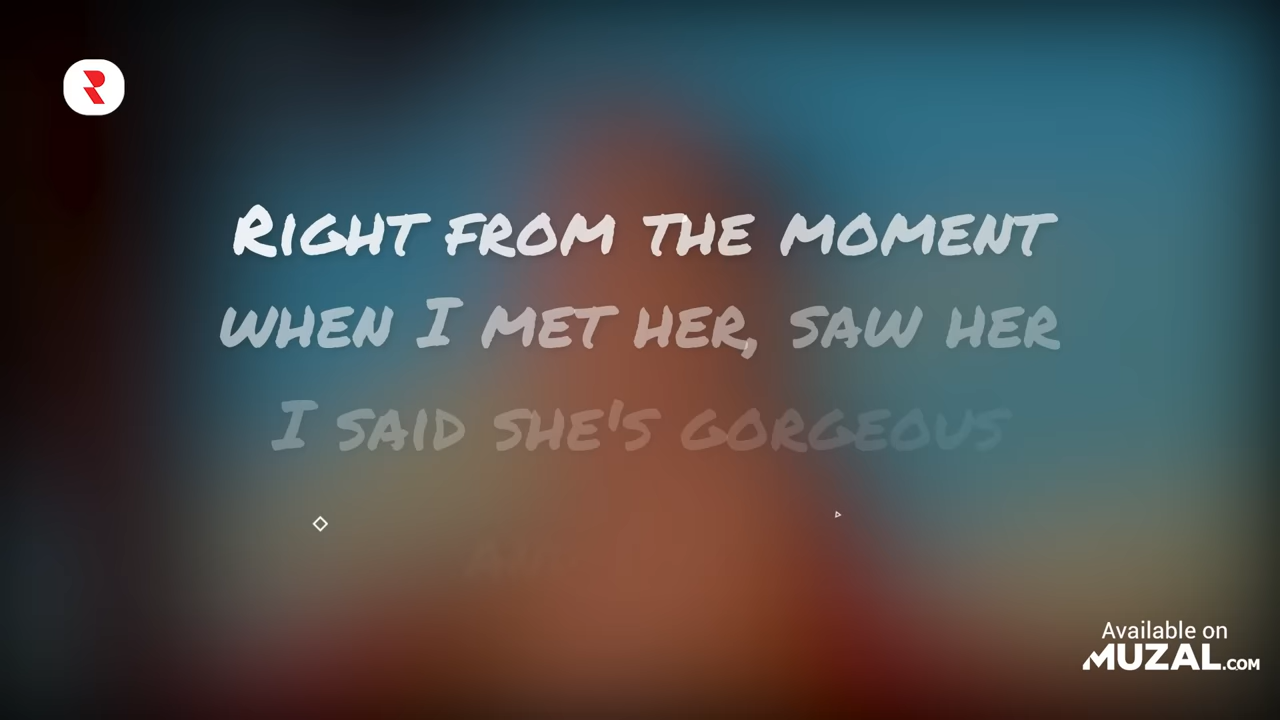 Right from the moment
when I met her, saw her
I said she's gorgeous
Available on
MUZAL.COM